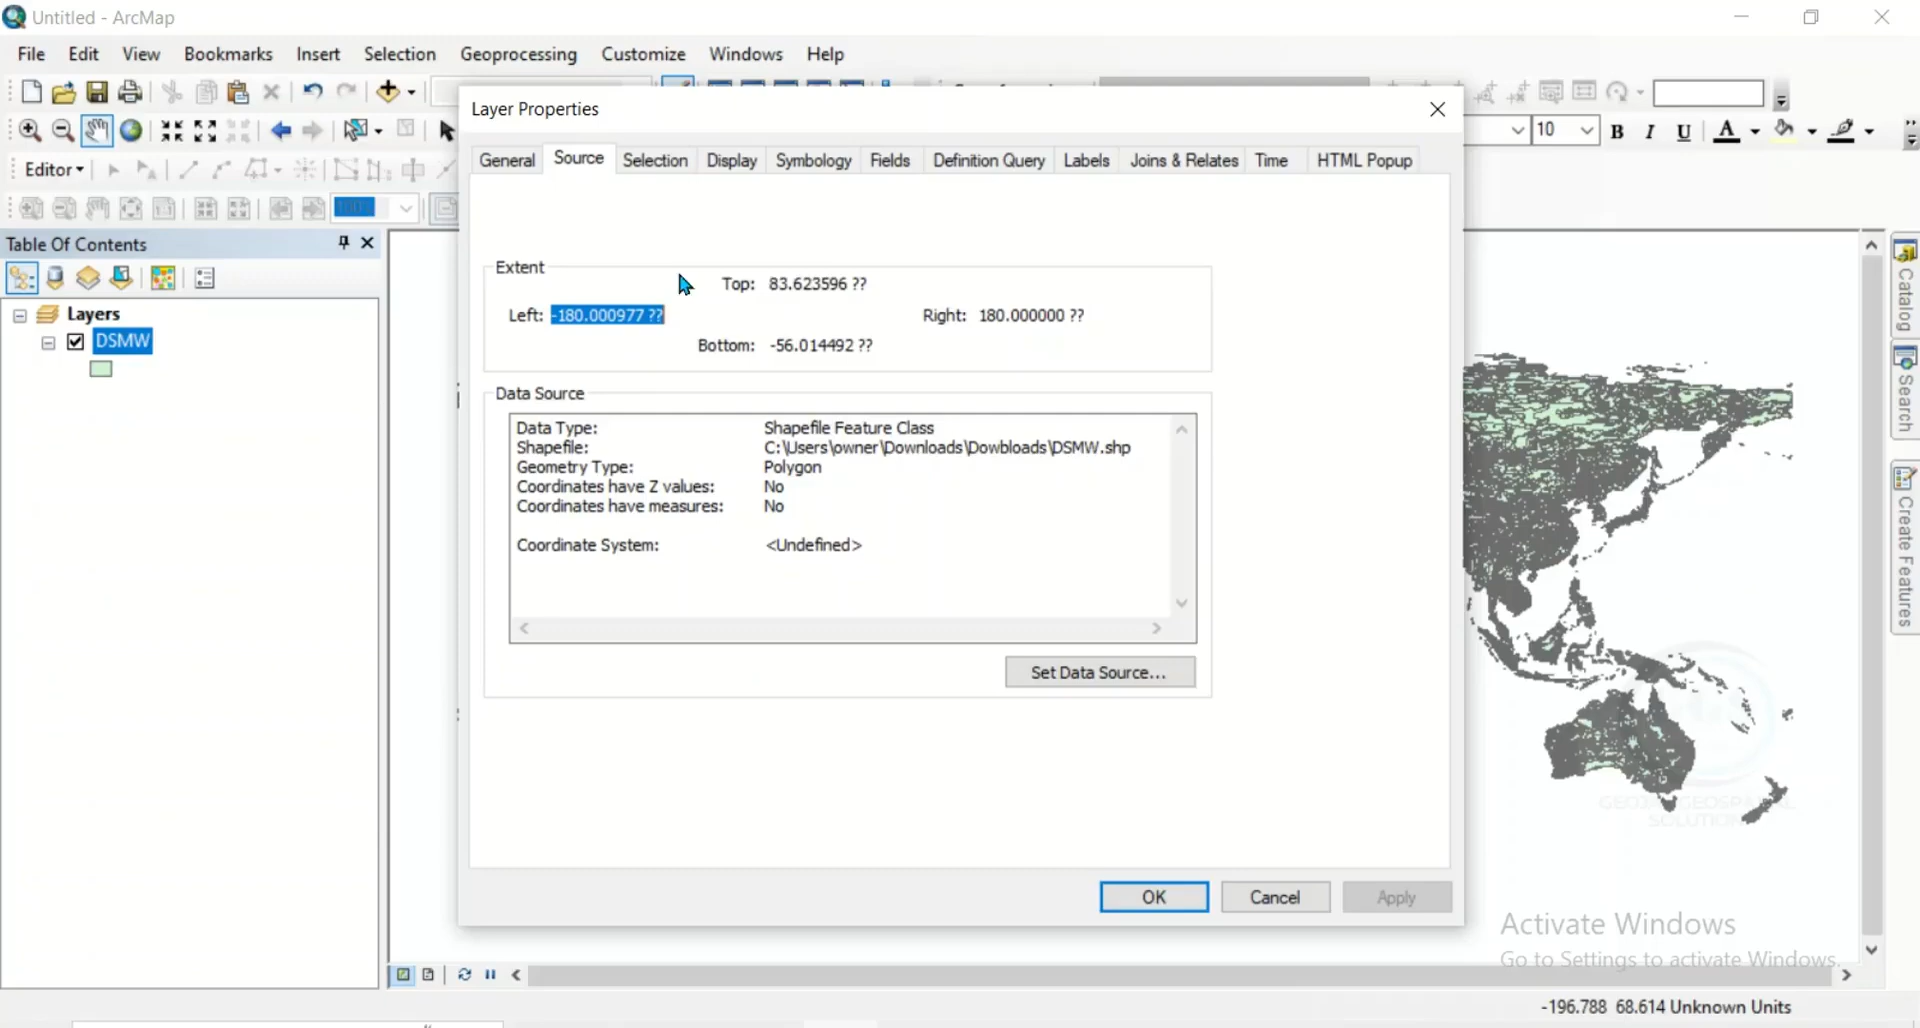 Untitled - ArcMap
File Edit View Bookmarks Insert Selection Geoprocessing Customize Windows Help
Layer Properties
10 B I U A
Editor
General Source Selection Display Symbology Fields Definition Query Labels Joins & Relates Time HTML Popup
Table Of Contents
Layers
DSMW
Extent
Top: 83.623596 ??
Left: -180.000977 ??
Right: 180.000000 ??
Bottom: -56.014492 ??
Data Source
Data Type: Shapefile Feature Class
Shapefile: C:\Users\owner\Downloads\Dowbloads\DSMW.shp
Geometry Type: Polygon
Coordinates have Z values: No
Coordinates have measures: No
Coordinate System: <Undefined>
Set Data Source...
OK Cancel Apply
Catalog
Search
Create Features
SOLUTION
Activate Windows
Go to Settings to activate Windows.
-196.788 68.614 Unknown Units